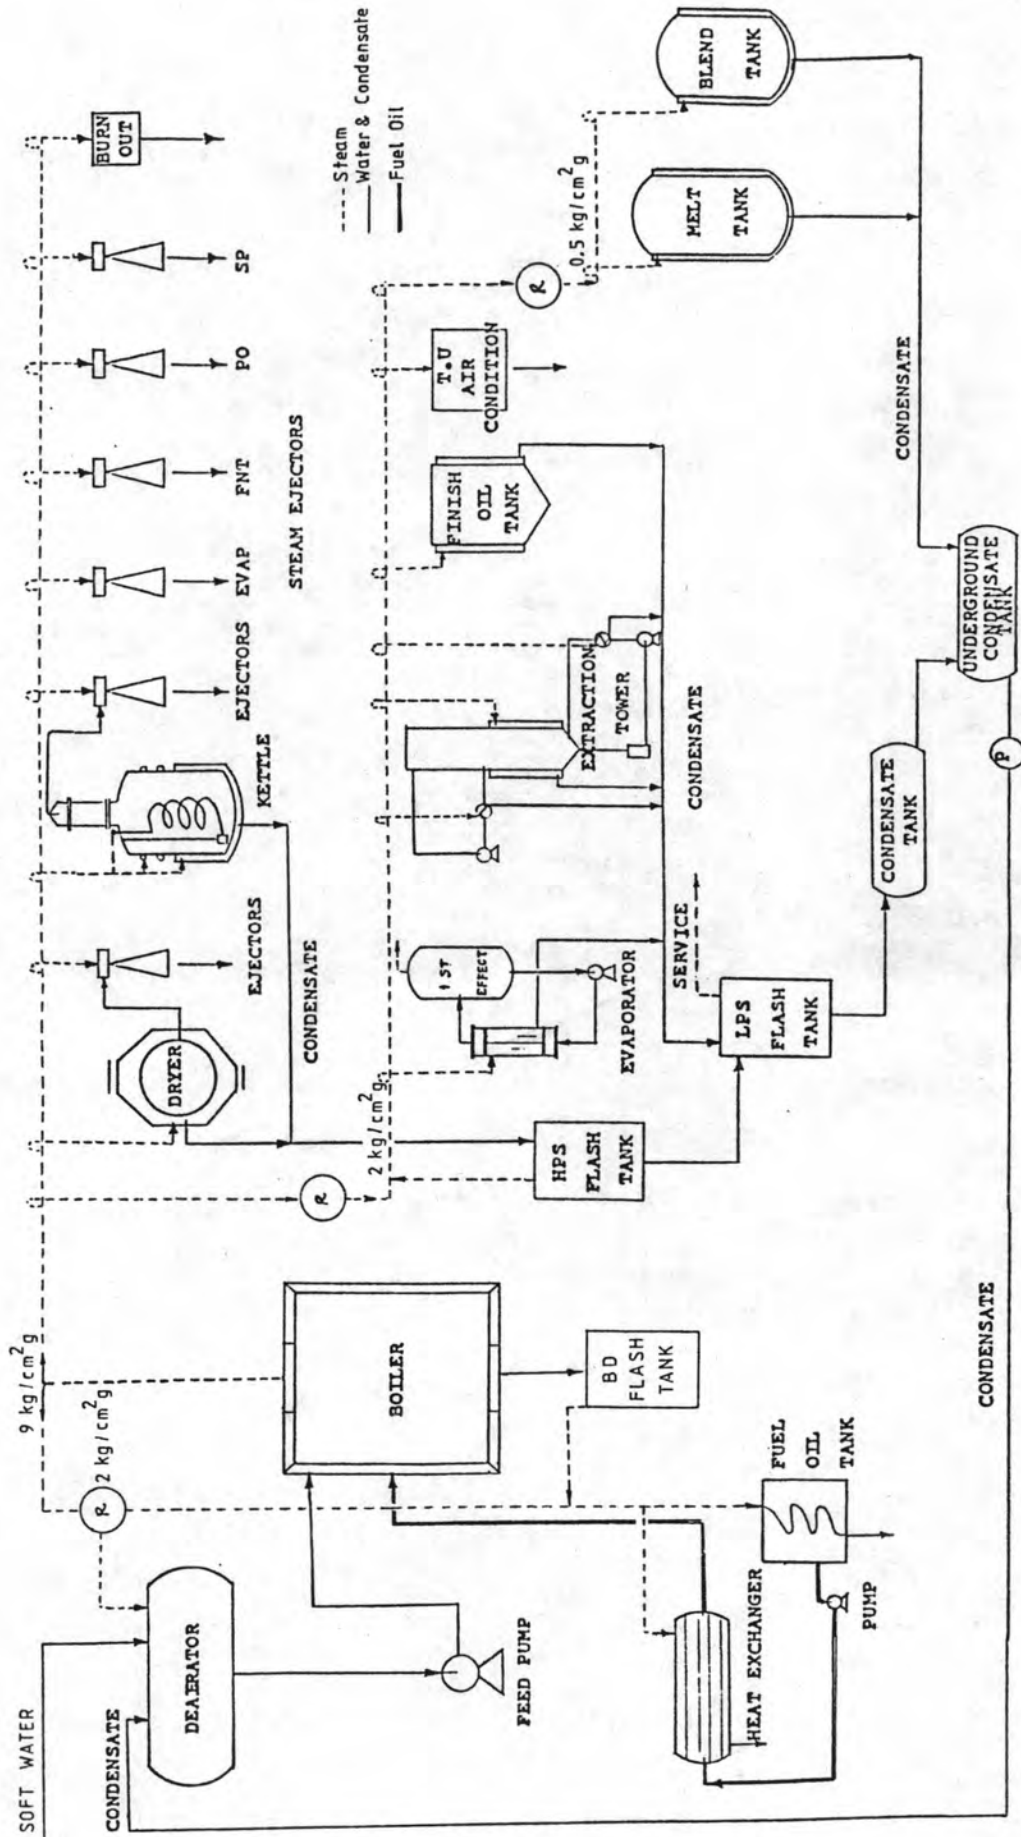 SOFT WATER
CONDENSATE
DEAERATOR
FEED PUMP
R
2 kg/cm²g
9 kg/cm²g
BOILER
BD
FLASH
TANK
HEAT EXCHANGER
FUEL
OIL
TANK
PUMP
R
DRYER
EJECTORS
CONDENSATE
KETTLE
EJECTORS
EVAP
FNT
PO
SP
STEAM EJECTORS
BURN
OUT
Steam
Water & Condensate
Fuel Oil
2 kg/cm²g
1 ST
EFFECT
EVAPORATOR
EXTRACTION
TOWER
FINISH
OIL
TANK
T.U
AIR
CONDITION
R
0.5 kg/cm²g
MELT
TANK
BLEND
TANK
HPS
FLASH
TANK
SERVICE
CONDENSATE
LPS
FLASH
TANK
CONDENSATE
TANK
CONDENSATE
UNDERGROUND
CONDENSATE
TANK
P
CONDENSATE